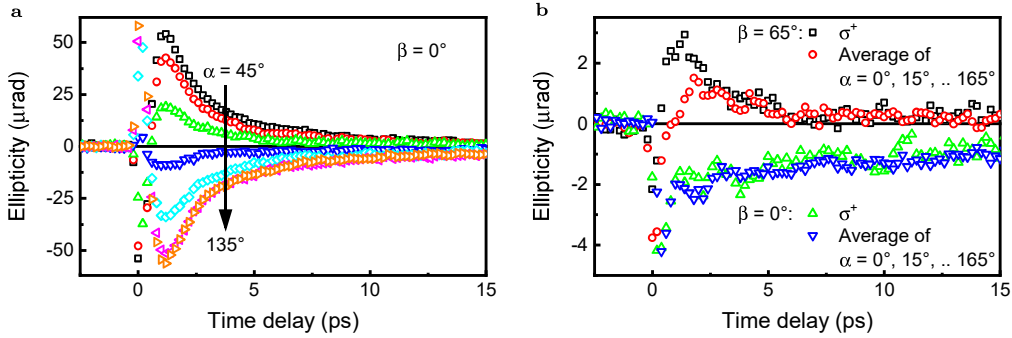 a
Ellipticity (μrad)
50
25
0
-25
-50
β = 0°
α = 45°
135°
0
5
10
15
Time delay (ps)
b
Ellipticity (μrad)
2
0
-2
-4
β = 65°: σ⁺
Average of
α = 0°, 15°, .. 165°
β = 0°: σ⁺
Average of
α = 0°, 15°, .. 165°
0
5
10
15
Time delay (ps)